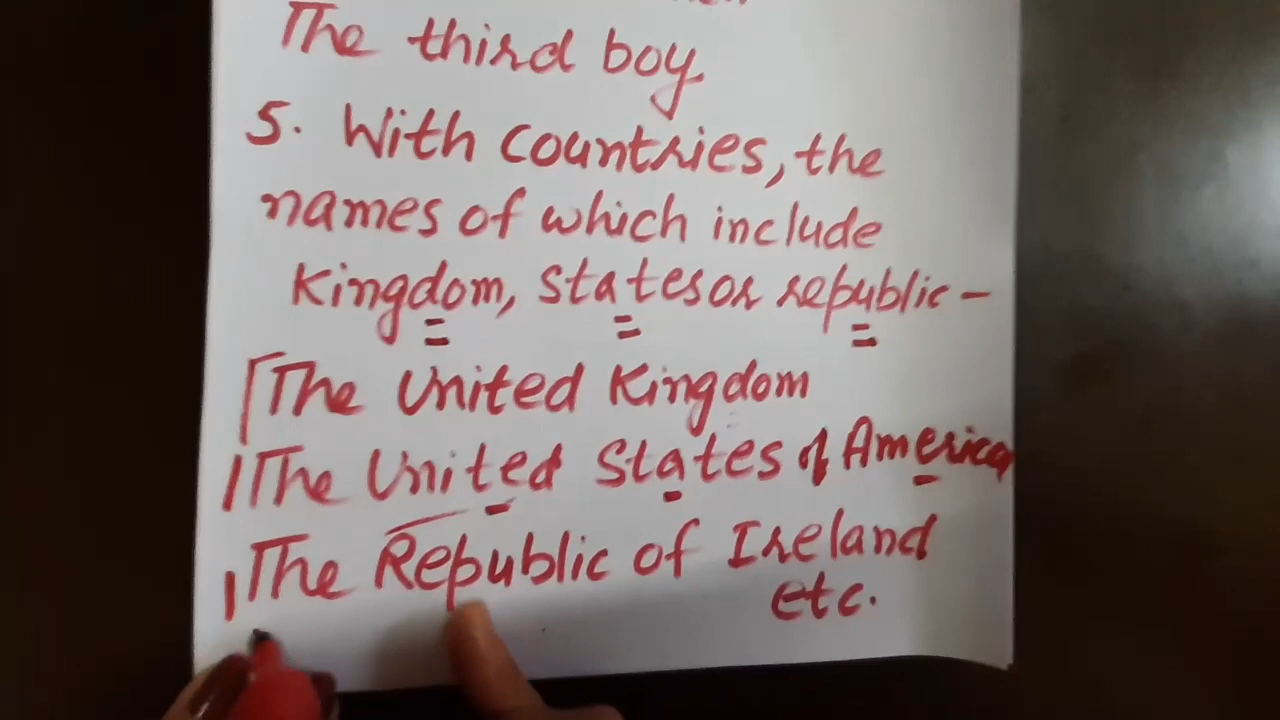 The third boy.
5. With countries, the
names of which include
Kingdom, states or republic -
The United Kingdom
The United States of America
The Republic of Ireland
etc.